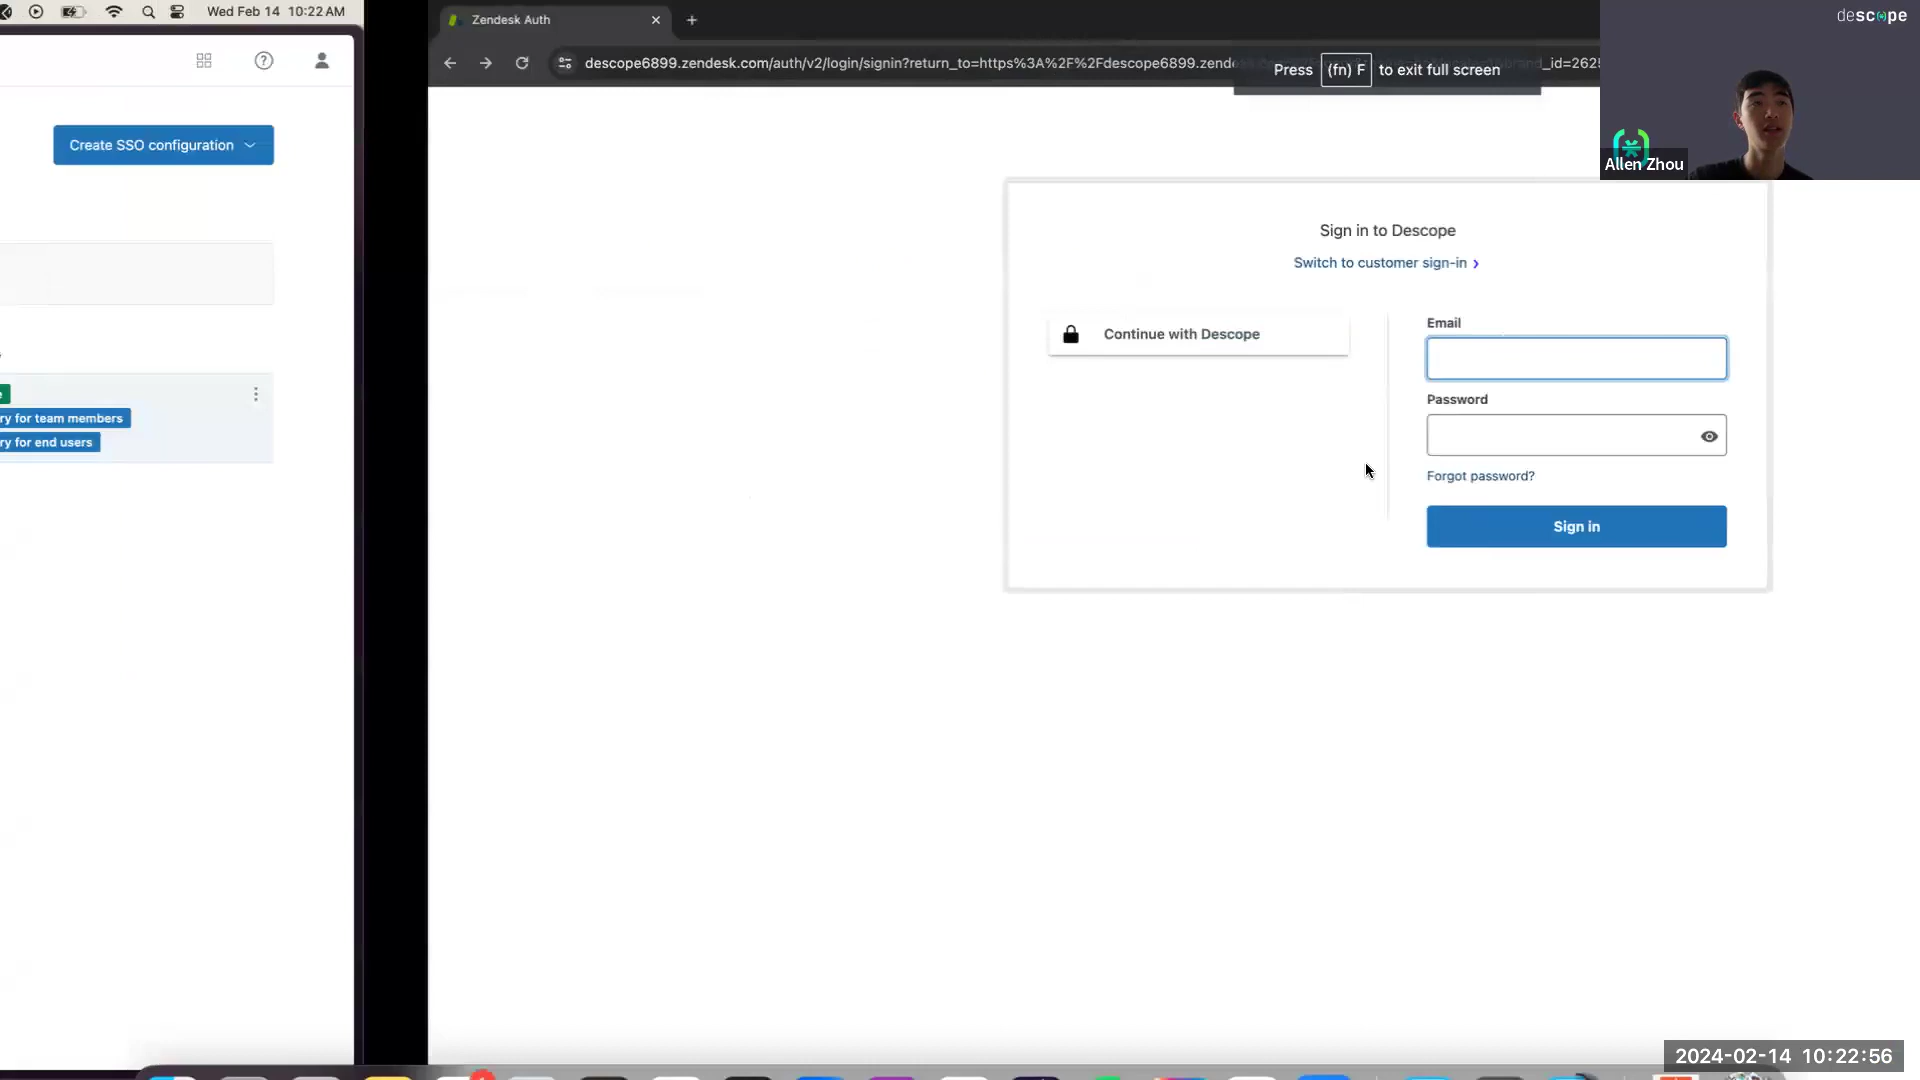 Wed Feb 14 10:22 AM
Create SSO configuration
ry for team members
ry for end users
Zendesk Auth
descope6899.zendesk.com/auth/v2/login/signin?return_to=https%3A%2F%2Fdescope6899.zende
_id=262
Press (fn) F to exit full screen
descope
Allen Zhou
Sign in to Descope
Switch to customer sign-in
Continue with Descope
Email
Password
Forgot password?
Sign in
2024-02-14 10:22:56